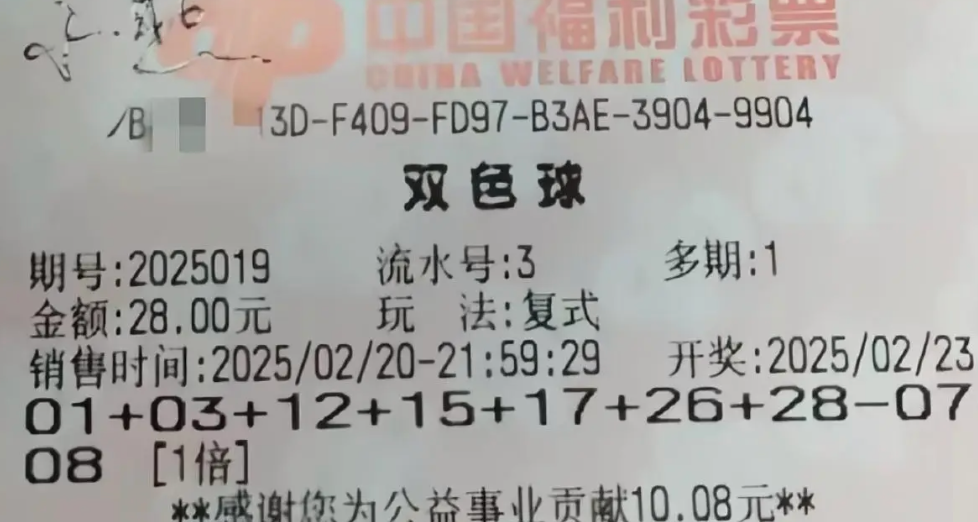 中国福利彩票
CHINA WELFARE LOTTERY
/B 13D-F409-FD97-B3AE-3904-9904
双色球
期号:2025019 流水号:3 多期:1
金额:28.00元 玩 法:复式
销售时间:2025/02/20-21:59:29 开奖:2025/02/23
01+03+12+15+17+26+28-07
08 [1倍]
**感谢您为公益事业贡献10.08元**